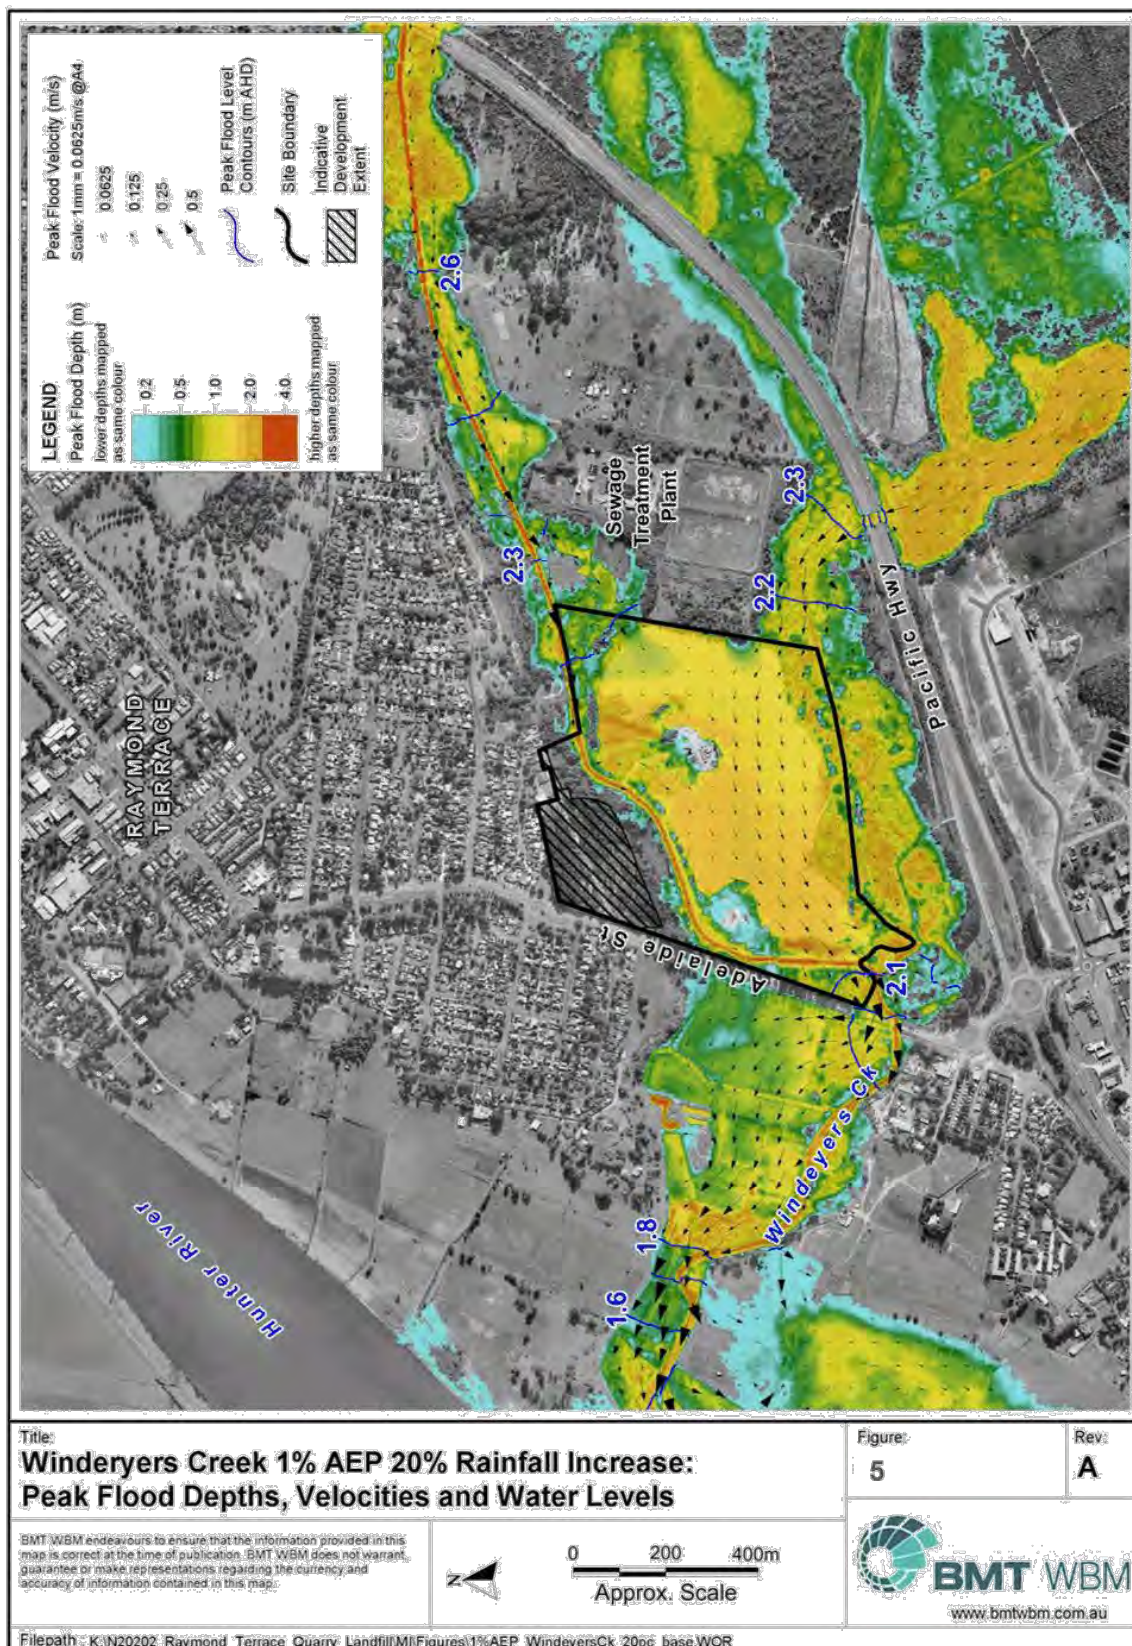 LEGEND
Peak Flood Depth (m)
lower depths mapped
as same colour
0.2
0.5
1.0
2.0
4.0
higher depths mapped
as same colour
Peak Flood Velocity (m/s)
Scale: 1mm = 0.0625m/s @A4
0.0625
0.125
0.25
0.5
Peak Flood Level
Contours (m AHD)
Site Boundary
Indicative
Development
Extent
RAYMOND
TERRACE
Sewage
Treatment
Plant
Pacific Hwy
Adelaide St
Windeyers Ck
Hunter River
2.6
2.3
2.3
2.2
2.1
1.8
1.6
Title:
Winderyers Creek 1% AEP 20% Rainfall Increase:
Peak Flood Depths, Velocities and Water Levels
Figure:
5
Rev:
A
BMT WBM endeavours to ensure that the information provided in this
map is correct at the time of publication. BMT WBM does not warrant,
guarantee or make representations regarding the currency and
accuracy of information contained in this map.
N
0 200 400m
Approx. Scale
BMT WBM
www.bmtwbm.com.au
Filepath: K:\N20202_Raymond_Terrace_Quarry_Landfill\MI\Figures\1%AEP_WindeyersCk_20pc_base.WOR